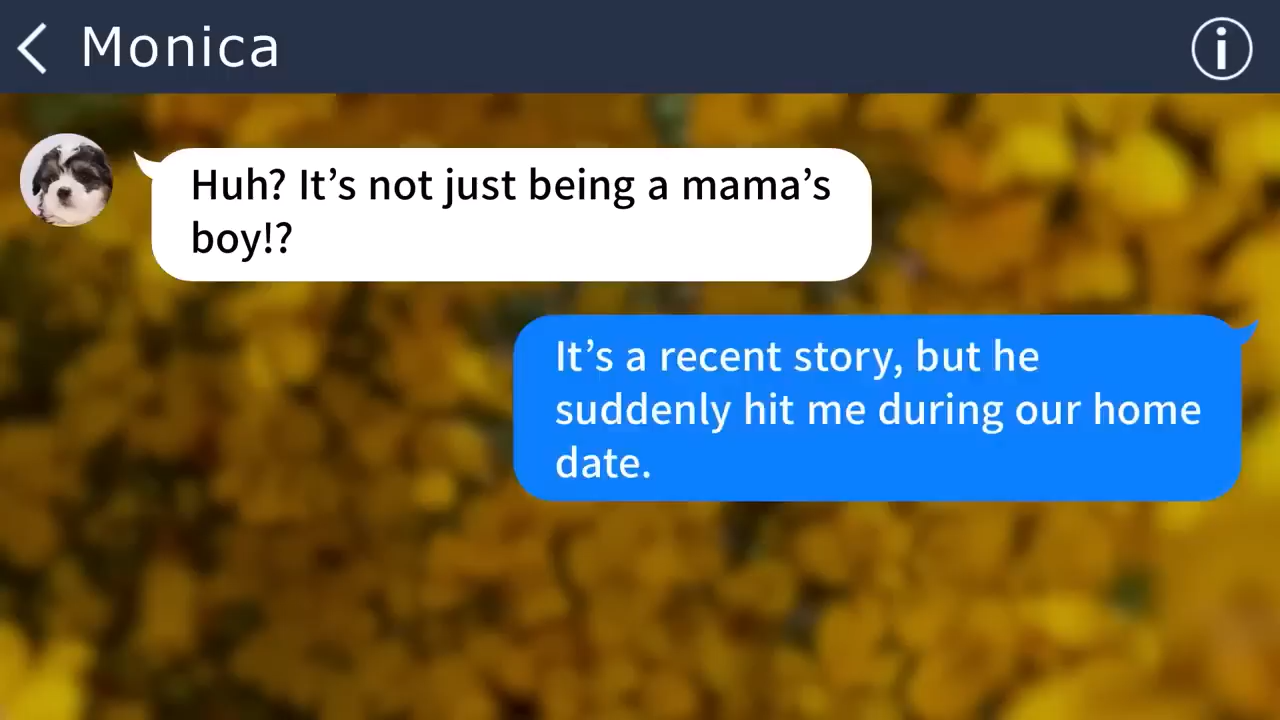 Monica
Huh? It’s not just being a mama’s
boy!?
It’s a recent story, but he
suddenly hit me during our home
date.